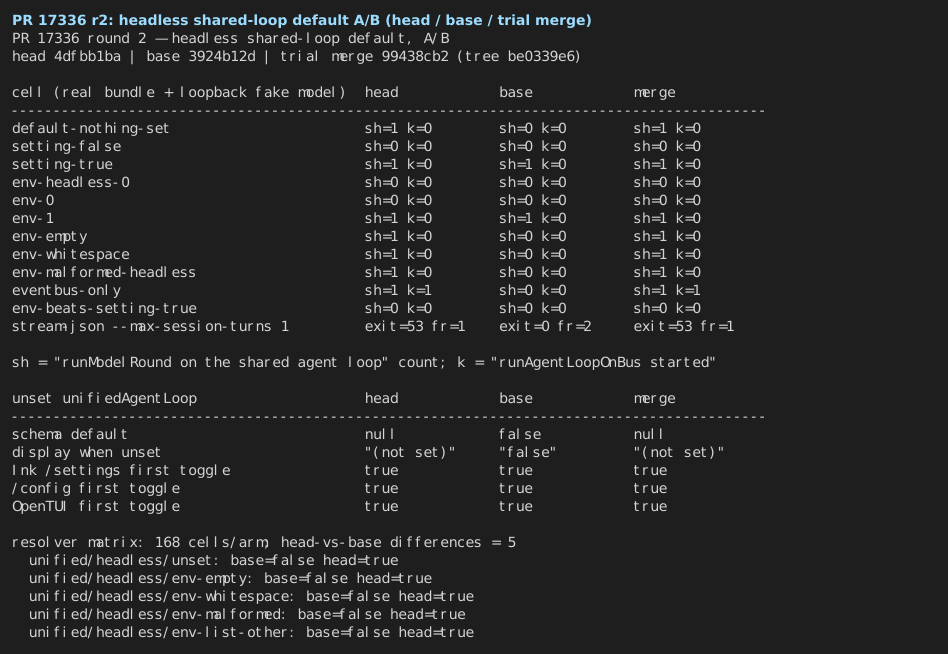 PR 17336 r2: headless shared-loop default A/B (head / base / trial merge)
PR 17336 round 2 — headless shared-loop default, A/B
head 4dfbb1ba | base 3924b12d | trial merge 99438cb2 (tree be0339e6)
cell (real bundle + loopback fake model) head base merge
--------------------------------------------------------------------------------------------
default-nothing-set sh=1 k=0 sh=0 k=0 sh=1 k=0
setting-false sh=0 k=0 sh=0 k=0 sh=0 k=0
setting-true sh=1 k=0 sh=1 k=0 sh=1 k=0
env-headless-0 sh=0 k=0 sh=0 k=0 sh=0 k=0
env-0 sh=0 k=0 sh=0 k=0 sh=0 k=0
env-1 sh=1 k=0 sh=1 k=0 sh=1 k=0
env-empty sh=1 k=0 sh=0 k=0 sh=1 k=0
env-whitespace sh=1 k=0 sh=0 k=0 sh=1 k=0
env-malformed-headless sh=1 k=0 sh=0 k=0 sh=1 k=0
eventbus-only sh=1 k=1 sh=0 k=0 sh=1 k=1
env-beats-setting-true sh=0 k=0 sh=0 k=0 sh=0 k=0
stream-json --max-session-turns 1 exit=53 fr=1 exit=0 fr=2 exit=53 fr=1
sh = "runModelRound on the shared agent loop" count; k = "runAgentLoopOnBus started"
unset unifiedAgentLoop head base merge
--------------------------------------------------------------------------------------------
schema default null false null
display when unset "(not set)" "false" "(not set)"
Ink /settings first toggle true true true
/config first toggle true true true
OpenTUI first toggle true true true
resolver matrix: 168 cells/arm; head-vs-base differences = 5
unified/headless/unset: base=false head=true
unified/headless/env-empty: base=false head=true
unified/headless/env-whitespace: base=false head=true
unified/headless/env-malformed: base=false head=true
unified/headless/env-list-other: base=false head=true